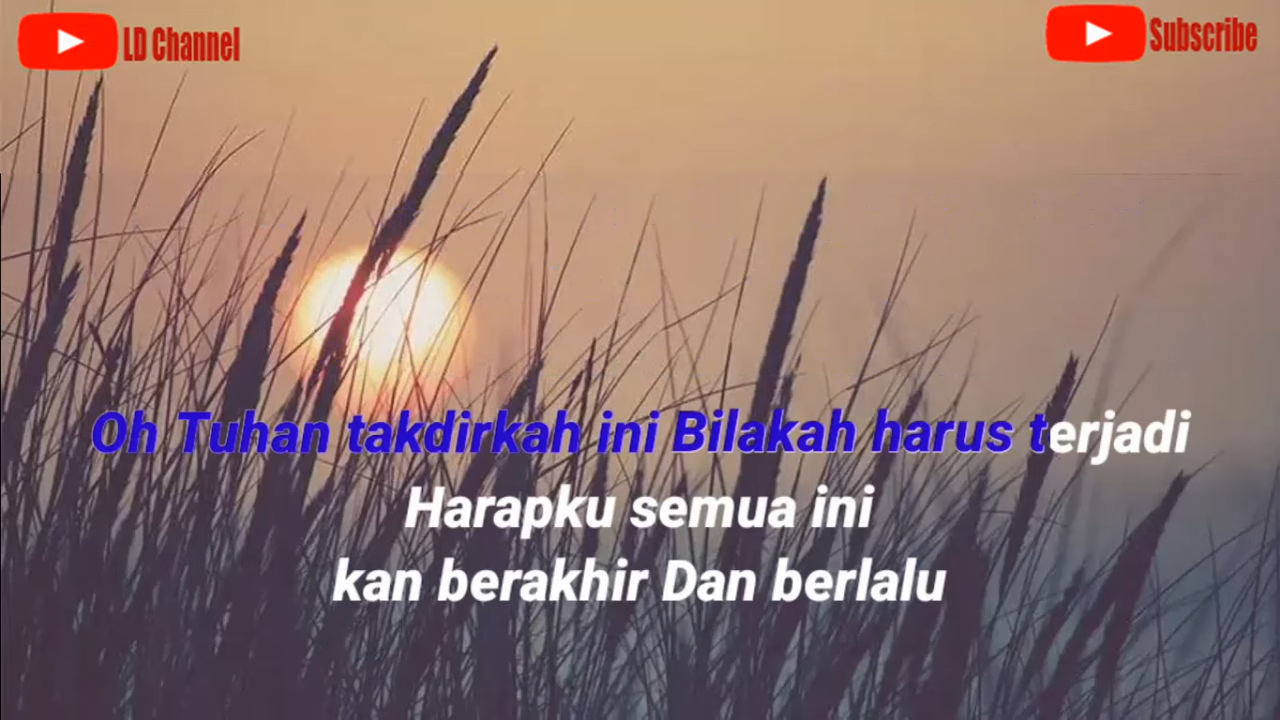 LD Channel
Subscribe
Oh Tuhan takdirkah ini Bilakah harus terjadi
Harapku semua ini
kan berakhir Dan berlalu